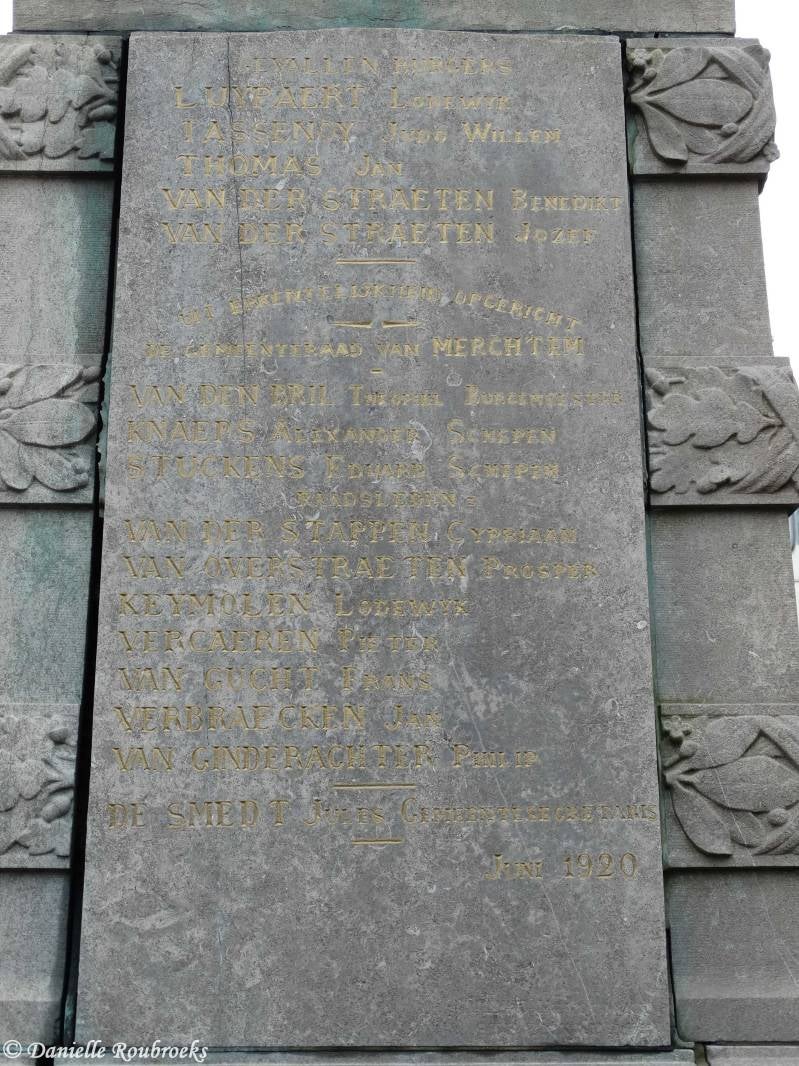 GEVALLEN BURGERS
LUYPAERT LODEWYK
TASSENOY JUDO WILLEM
THOMAS JAN
VAN DER STRAETEN BENEDIKT
VAN DER STRAETEN JOZEF
UIT ERKENTELIJKHEID OPGERICHT
DE GEMEENTERAAD VAN MERCHTEM
VAN DEN BRIL THEOPHIEL BURGEMEESTER
KNAEPS ALEXANDER SCHEPEN
STUCKENS EDUARD SCHEPEN
RAADSLEDEN =
VAN DER STAPPEN CYPRIAAN
VAN OVERSTRAETEN PROSPER
KEYMOLEN LODEWYK
VERCAEREN PIETER
VAN GUCHT FRANS
VERBRAECKEN JAN
VAN GINDERACHTER PHILIP
DE SMEDT JULES GEMEENTESECRETARIS
JUNI 1920
© Danielle Roubroeks